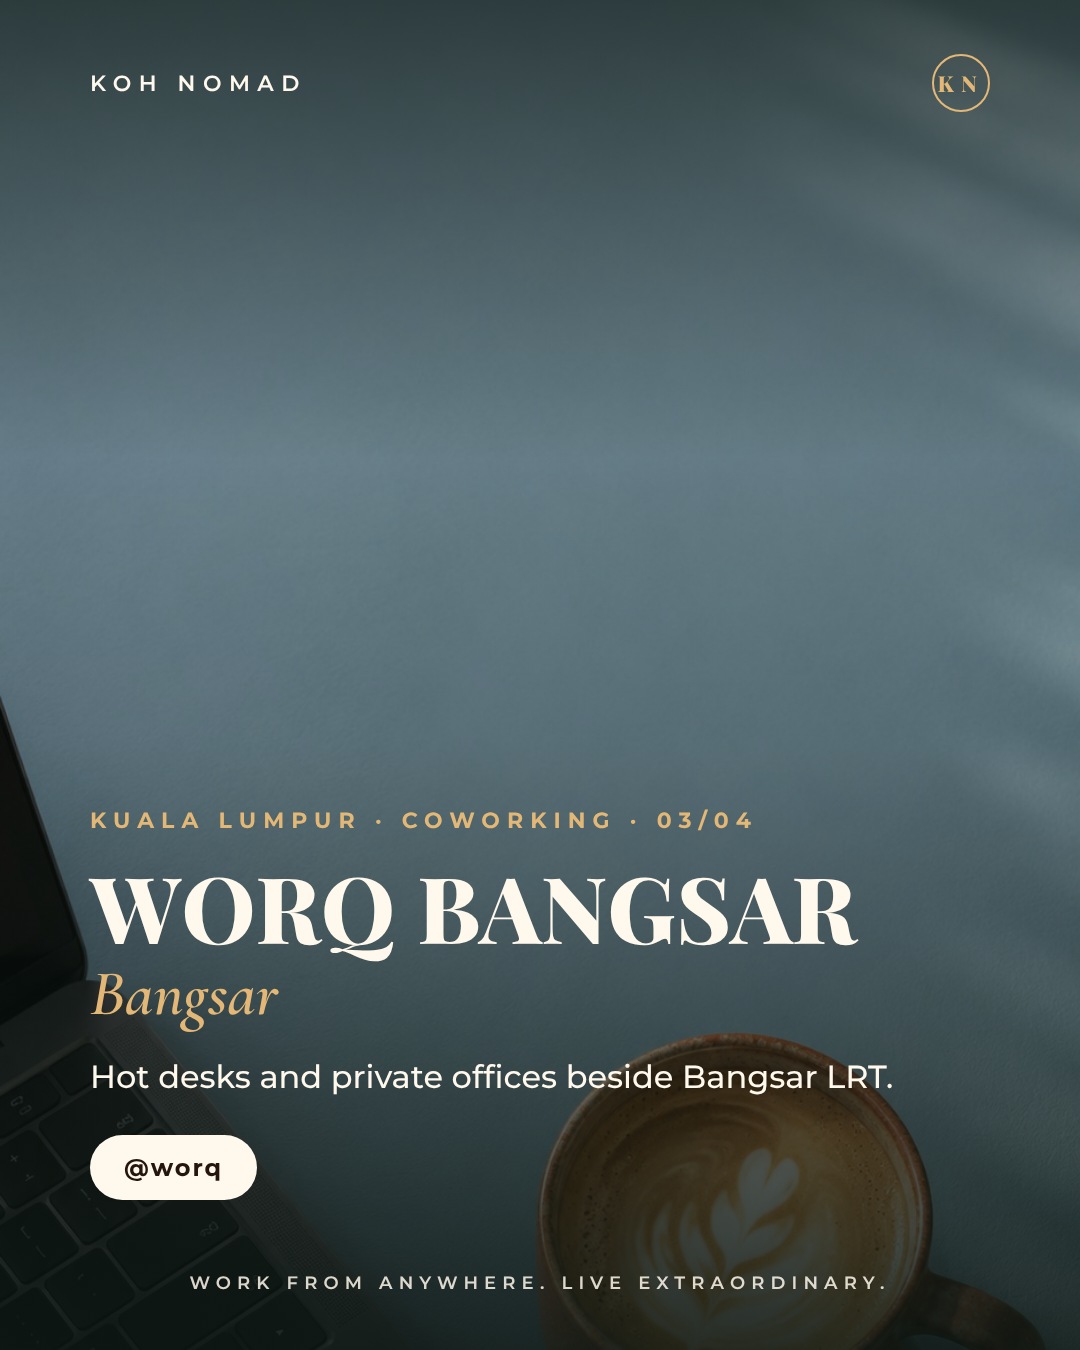 KOH NOMAD
KN
KUALA LUMPUR · COWORKING · 03/04
WORQ BANGSAR
Bangsar
Hot desks and private offices beside Bangsar LRT.
@worq
WORK FROM ANYWHERE. LIVE EXTRAORDINARY.